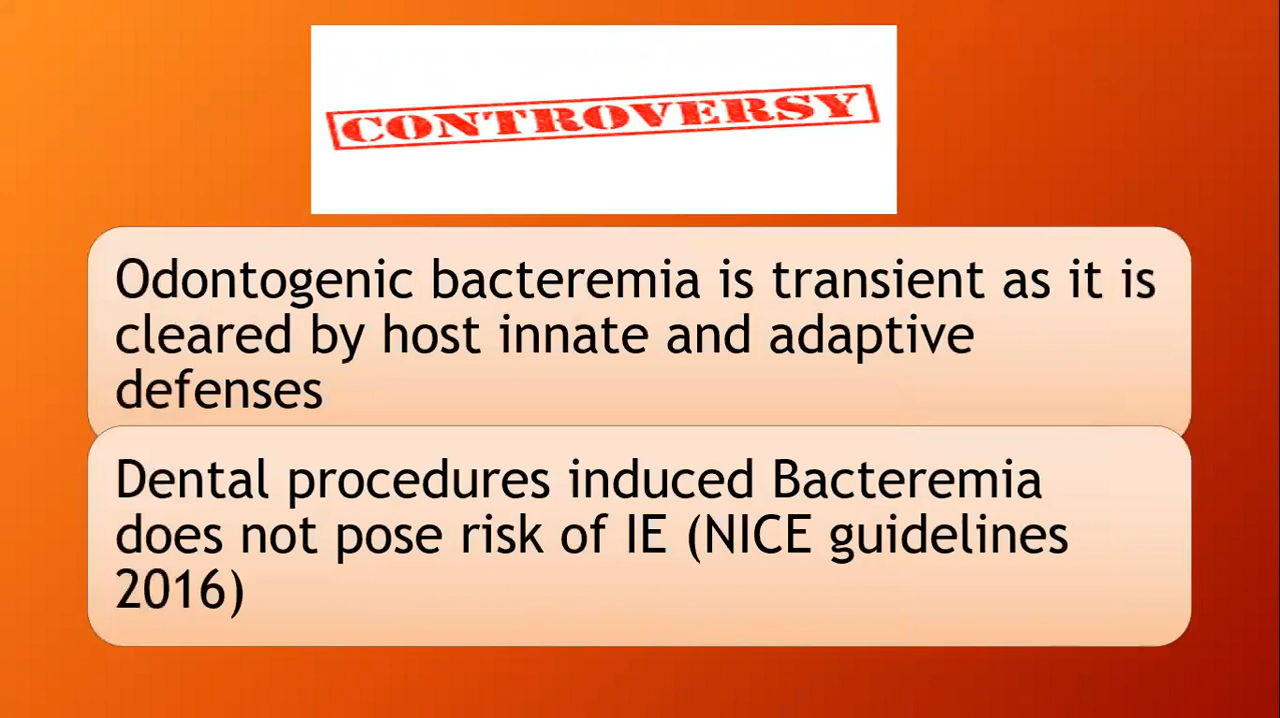 CONTROVERSY
Odontogenic bacteremia is transient as it is
cleared by host innate and adaptive
defenses
Dental procedures induced Bacteremia
does not pose risk of IE (NICE guidelines
2016)